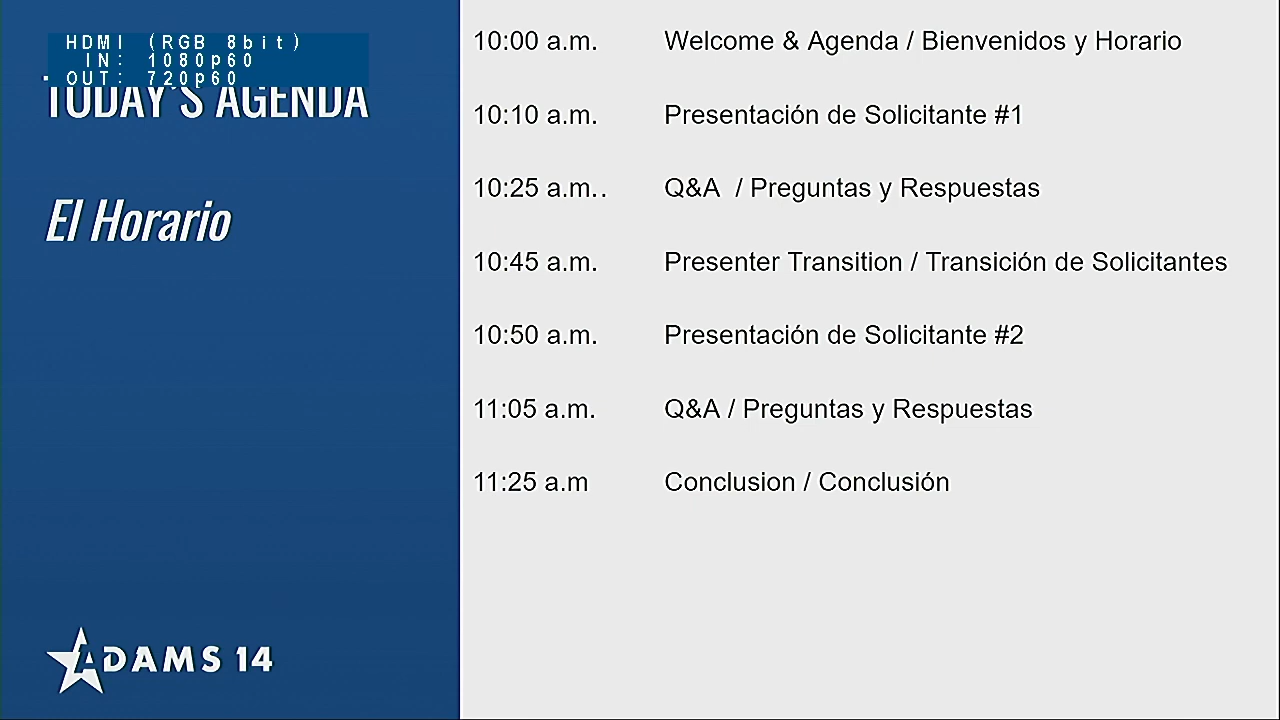 HDMI (RGB 8bit)
IN: 1080p60
OUT: 720p60
TODAY'S AGENDA
El Horario
10:00 a.m. Welcome & Agenda / Bienvenidos y Horario
10:10 a.m. Presentación de Solicitante #1
10:25 a.m.. Q&A / Preguntas y Respuestas
10:45 a.m. Presenter Transition / Transición de Solicitantes
10:50 a.m. Presentación de Solicitante #2
11:05 a.m. Q&A / Preguntas y Respuestas
11:25 a.m Conclusion / Conclusión
ADAMS 14